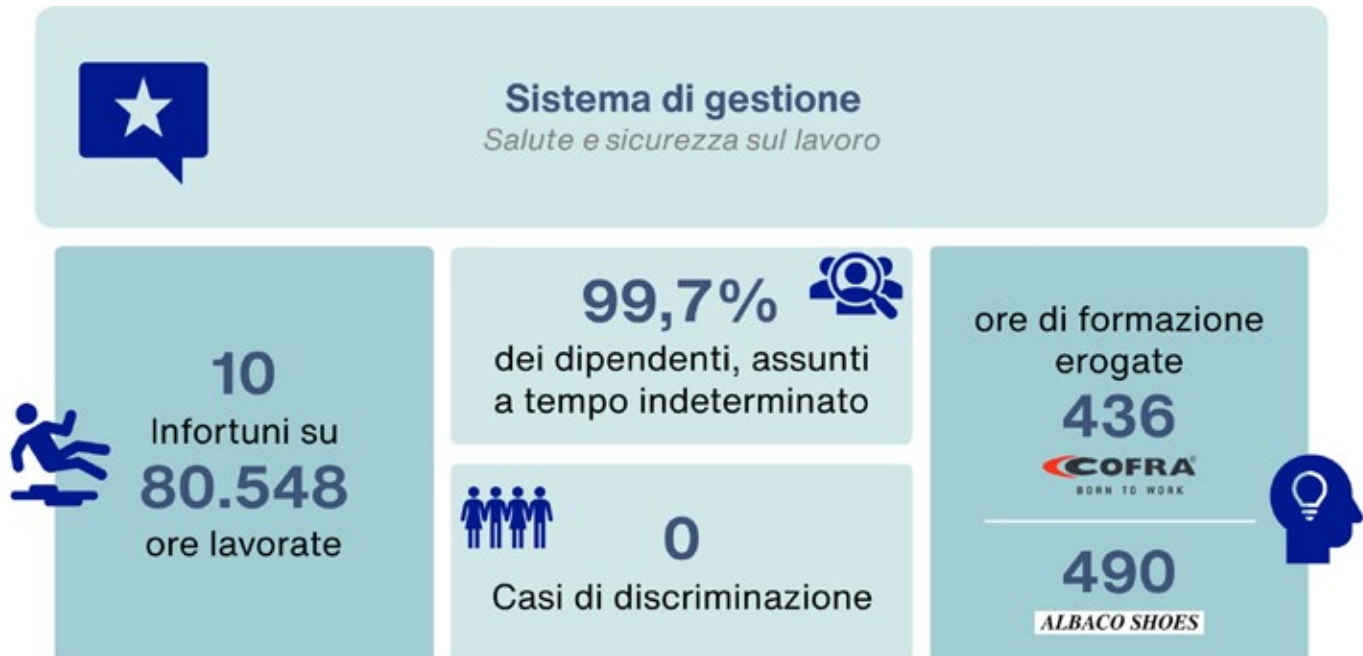 Sistema di gestione
Salute e sicurezza sul lavoro
10
Infortuni su
80.548
ore lavorate
99,7%
dei dipendenti, assunti
a tempo indeterminato
0
Casi di discriminazione
ore di formazione
erogate
436
COFRA®
BORN TO WORK
490
ALBACO SHOES